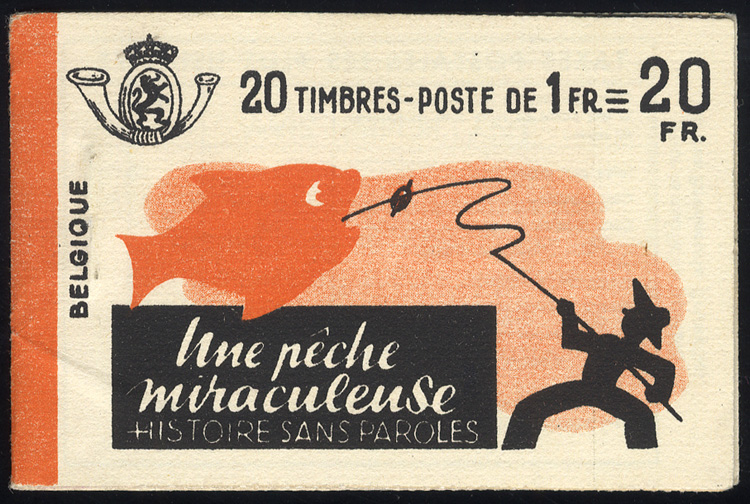 20 TIMBRES-POSTE DE 1 FR. ≡ 20
FR.
BELGIQUE
Une pêche
miraculeuse
HISTOIRE SANS PAROLES